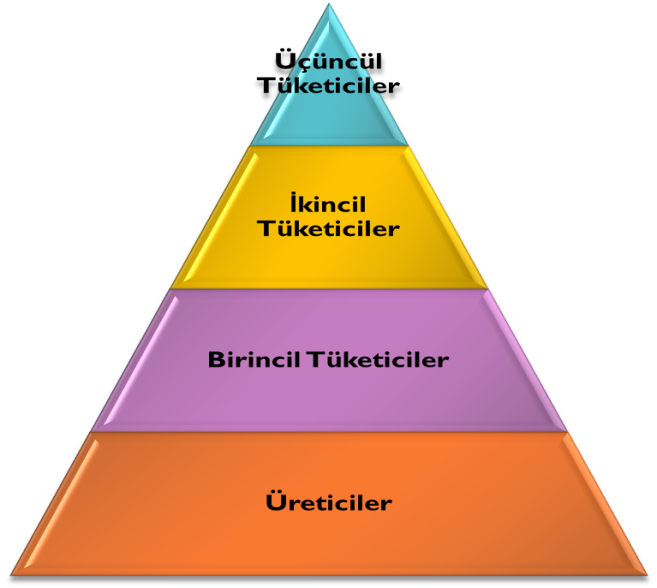 Üçüncül
Tüketiciler
İkincil
Tüketiciler
Birincil Tüketiciler
Üreticiler